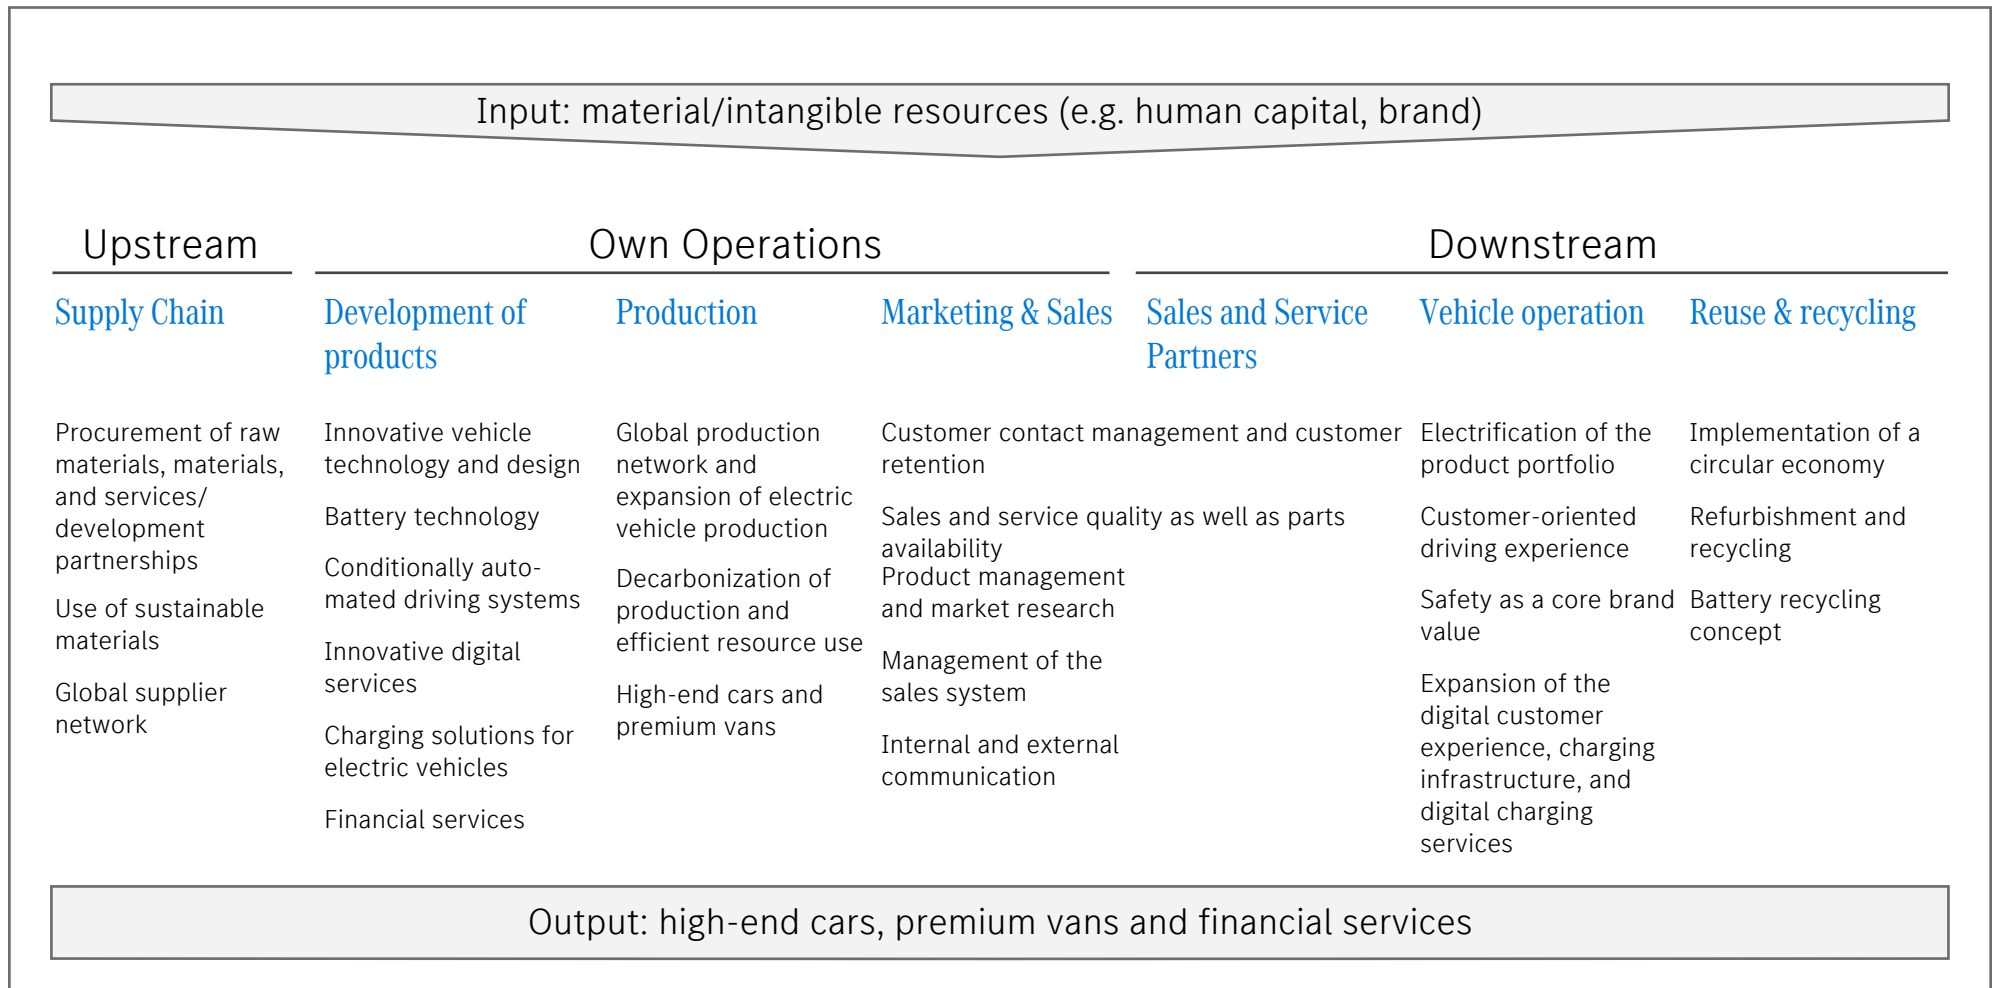 Input: material/intangible resources (e.g. human capital, brand)
Upstream
Own Operations
Downstream
Supply Chain
Procurement of raw
materials, materials,
and services/
development
partnerships
Use of sustainable
materials
Global supplier
network
Development of
products
Innovative vehicle
technology and design
Battery technology
Conditionally auto-
mated driving systems
Innovative digital
services
Charging solutions for
electric vehicles
Financial services
Production
Global production
network and
expansion of electric
vehicle production
Decarbonization of
production and
efficient resource use
High-end cars and
premium vans
Marketing & Sales
Sales and Service
Partners
Customer contact management and customer
retention
Sales and service quality as well as parts
availability
Product management
and market research
Management of the
sales system
Internal and external
communication
Vehicle operation
Electrification of the
product portfolio
Customer-oriented
driving experience
Safety as a core brand
value
Expansion of the
digital customer
experience, charging
infrastructure, and
digital charging
services
Reuse & recycling
Implementation of a
circular economy
Refurbishment and
recycling
Battery recycling
concept
Output: high-end cars, premium vans and financial services